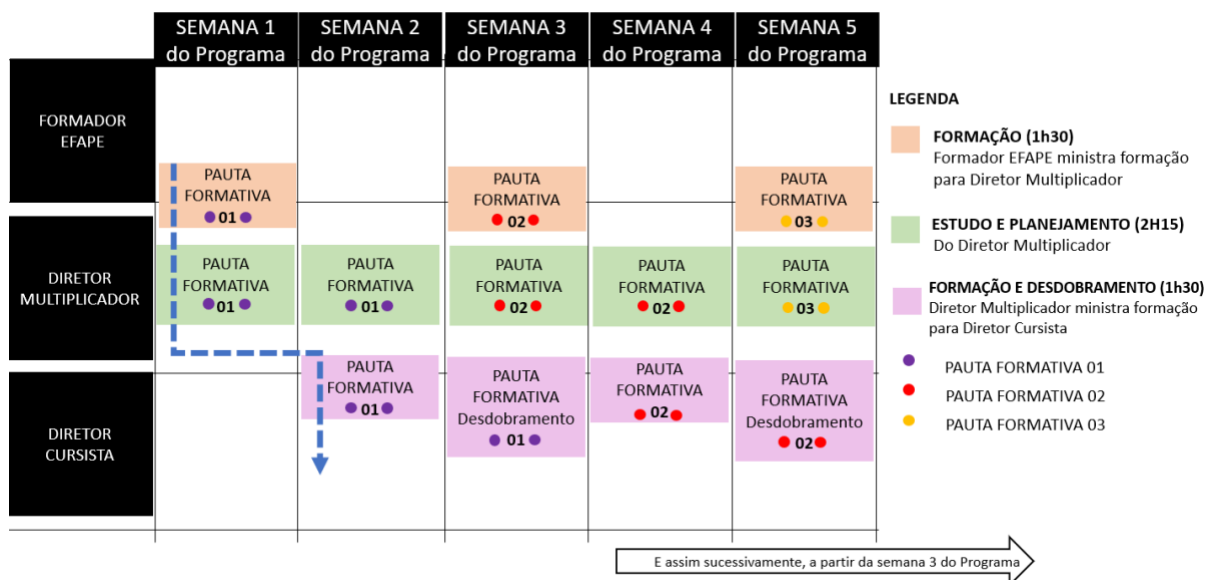 SEMANA 1
do Programa
SEMANA 2
do Programa
SEMANA 3
do Programa
SEMANA 4
do Programa
SEMANA 5
do Programa
FORMADOR
EFAPE
PAUTA
FORMATIVA
01
PAUTA
FORMATIVA
02
PAUTA
FORMATIVA
03
DIRETOR
MULTIPLICADOR
PAUTA
FORMATIVA
01
PAUTA
FORMATIVA
01
PAUTA
FORMATIVA
02
PAUTA
FORMATIVA
02
PAUTA
FORMATIVA
03
DIRETOR
CURSISTA
PAUTA
FORMATIVA
01
PAUTA
FORMATIVA
Desdobramento
01
PAUTA
FORMATIVA
02
PAUTA
FORMATIVA
Desdobramento
02
LEGENDA
FORMAÇÃO (1h30)
Formador EFAPE ministra formação
para Diretor Multiplicador
ESTUDO E PLANEJAMENTO (2H15)
Do Diretor Multiplicador
FORMAÇÃO E DESDOBRAMENTO (1h30)
Diretor Multiplicador ministra formação
para Diretor Cursista
PAUTA FORMATIVA 01
PAUTA FORMATIVA 02
PAUTA FORMATIVA 03
E assim sucessivamente, a partir da semana 3 do Programa